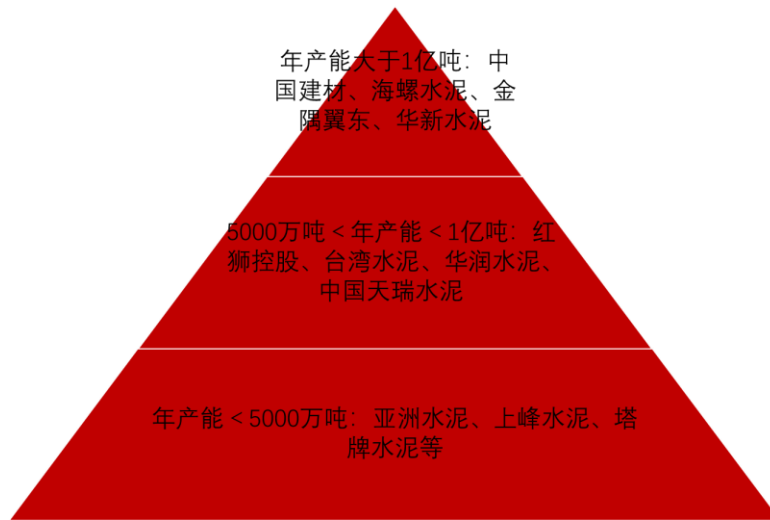 年产能大于1亿吨：中
国建材、海螺水泥、金
隅翼东、华新水泥
5000万吨＜年产能＜1亿吨：红
狮控股、台湾水泥、华润水泥、
中国天瑞水泥
年产能＜5000万吨：亚洲水泥、上峰水泥、塔
牌水泥等